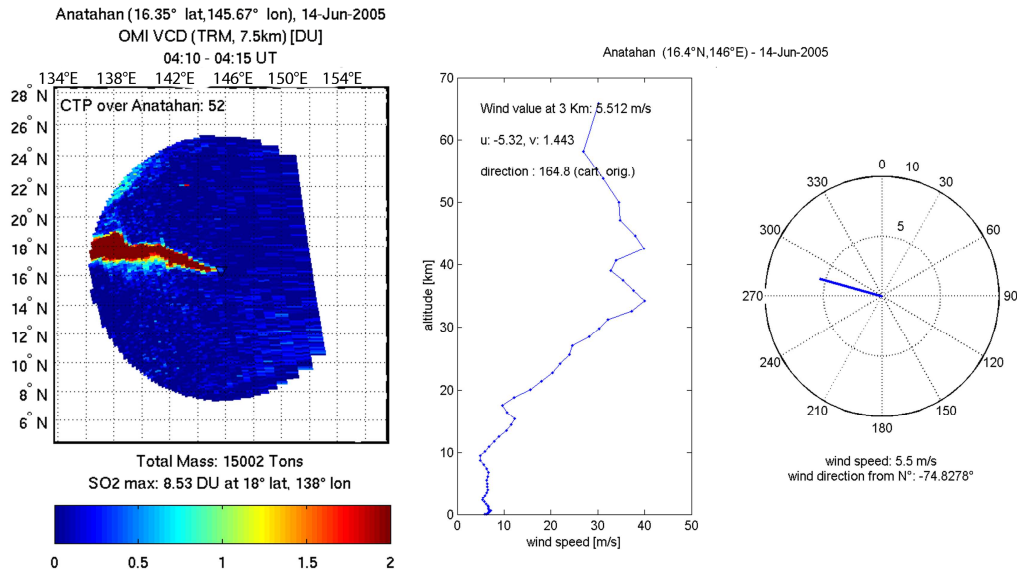 Anatahan (16.35° lat,145.67° lon), 14-Jun-2005
OMI VCD (TRM, 7.5km) [DU]
04:10 - 04:15 UT
134°E 138°E 142°E 146°E 150°E 154°E
28° N
CTP over Anatahan: 52
26° N
24° N
22° N
20° N
18° N
16° N
14° N
12° N
10° N
8° N
6° N
Total Mass: 15002 Tons
SO2 max: 8.53 DU at 18° lat, 138° lon
0 0.5 1 1.5 2
Anatahan (16.4°N,146°E) - 14-Jun-2005
Wind value at 3 Km: 5.512 m/s
u: -5.32, v: 1.443
direction : 164.8 (cart. orig.)
70
60
50
40
30
20
10
0
altitude [km]
0 10 20 30 40 50
wind speed [m/s]
0
10
330
30
5
300
60
270
90
240
120
210
150
180
wind speed: 5.5 m/s
wind direction from N°: -74.8278°